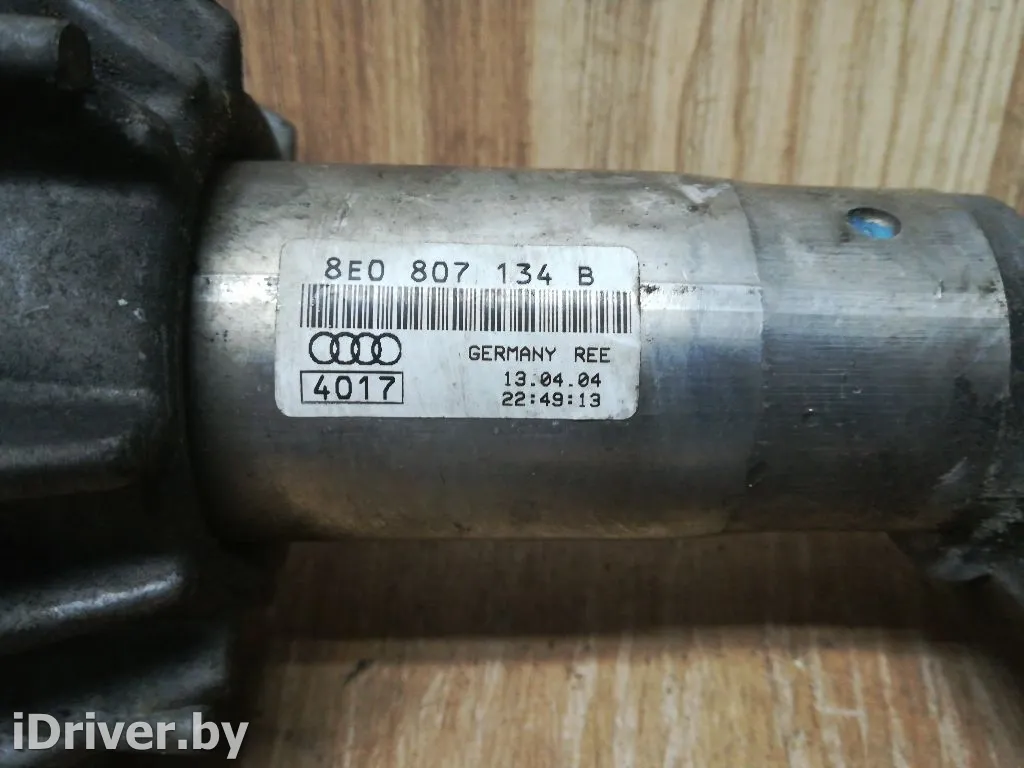 8E0 807 134 B
GERMANY REE
4017
13.04.04
22:49:13
iDriver.by